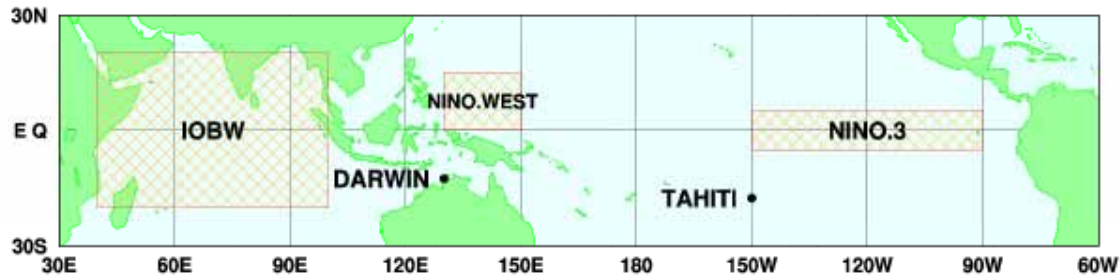 30N
NINO.WEST
E Q
IOBW
NINO.3
DARWIN
TAHITI
30S
30E 60E 90E 120E 150E 180 150W 120W 90W 60W